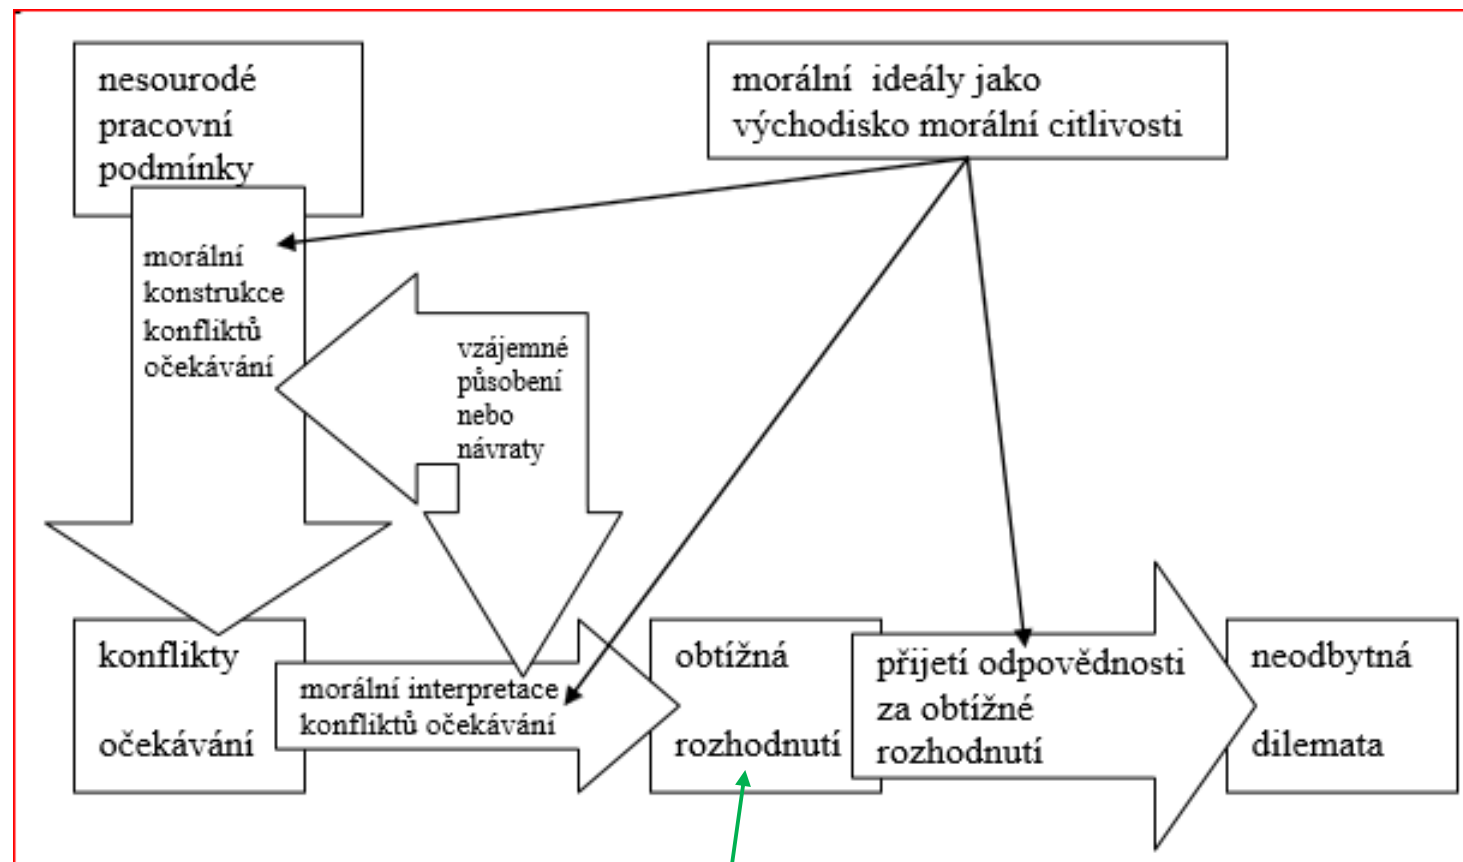 nesourodé
pracovní
podmínky
morální ideály jako
východisko morální citlivosti
morální
konstrukce
konfliktů
očekávání
vzájemné
působení
nebo
návraty
konflikty
očekávání
morální interpretace
konfliktů očekávání
obtížná
rozhodnutí
přijetí odpovědnosti
za obtížné
rozhodnutí
neodbytná
dilemata